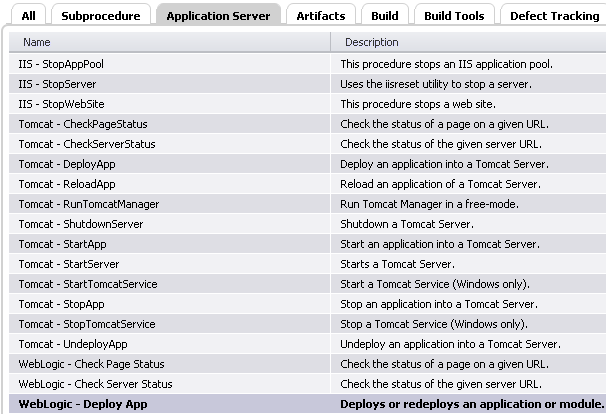 All Subprocedure Application Server Artifacts Build Build Tools Defect Tracking
Name Description
IIS - StopAppPool This procedure stops an IIS application pool.
IIS - StopServer Uses the iisreset utility to stop a server.
IIS - StopWebSite This procedure stops a web site.
Tomcat - CheckPageStatus Check the status of a page on a given URL.
Tomcat - CheckServerStatus Check the status of the given server URL.
Tomcat - DeployApp Deploy an application into a Tomcat Server.
Tomcat - ReloadApp Reload an application of a Tomcat Server.
Tomcat - RunTomcatManager Run Tomcat Manager in a free-mode.
Tomcat - ShutdownServer Shutdown a Tomcat Server.
Tomcat - StartApp Start an application into a Tomcat Server.
Tomcat - StartServer Starts a Tomcat Server.
Tomcat - StartTomcatService Start a Tomcat Service (Windows only).
Tomcat - StopApp Stop an application into a Tomcat Server.
Tomcat - StopTomcatService Stop a Tomcat Service (Windows only).
Tomcat - UndeployApp Undeploy an application into a Tomcat Server.
WebLogic - Check Page Status Check the status of a page on a given URL.
WebLogic - Check Server Status Check the status of the given server URL
WebLogic - Deploy App Deploys or redeploys an application or module.